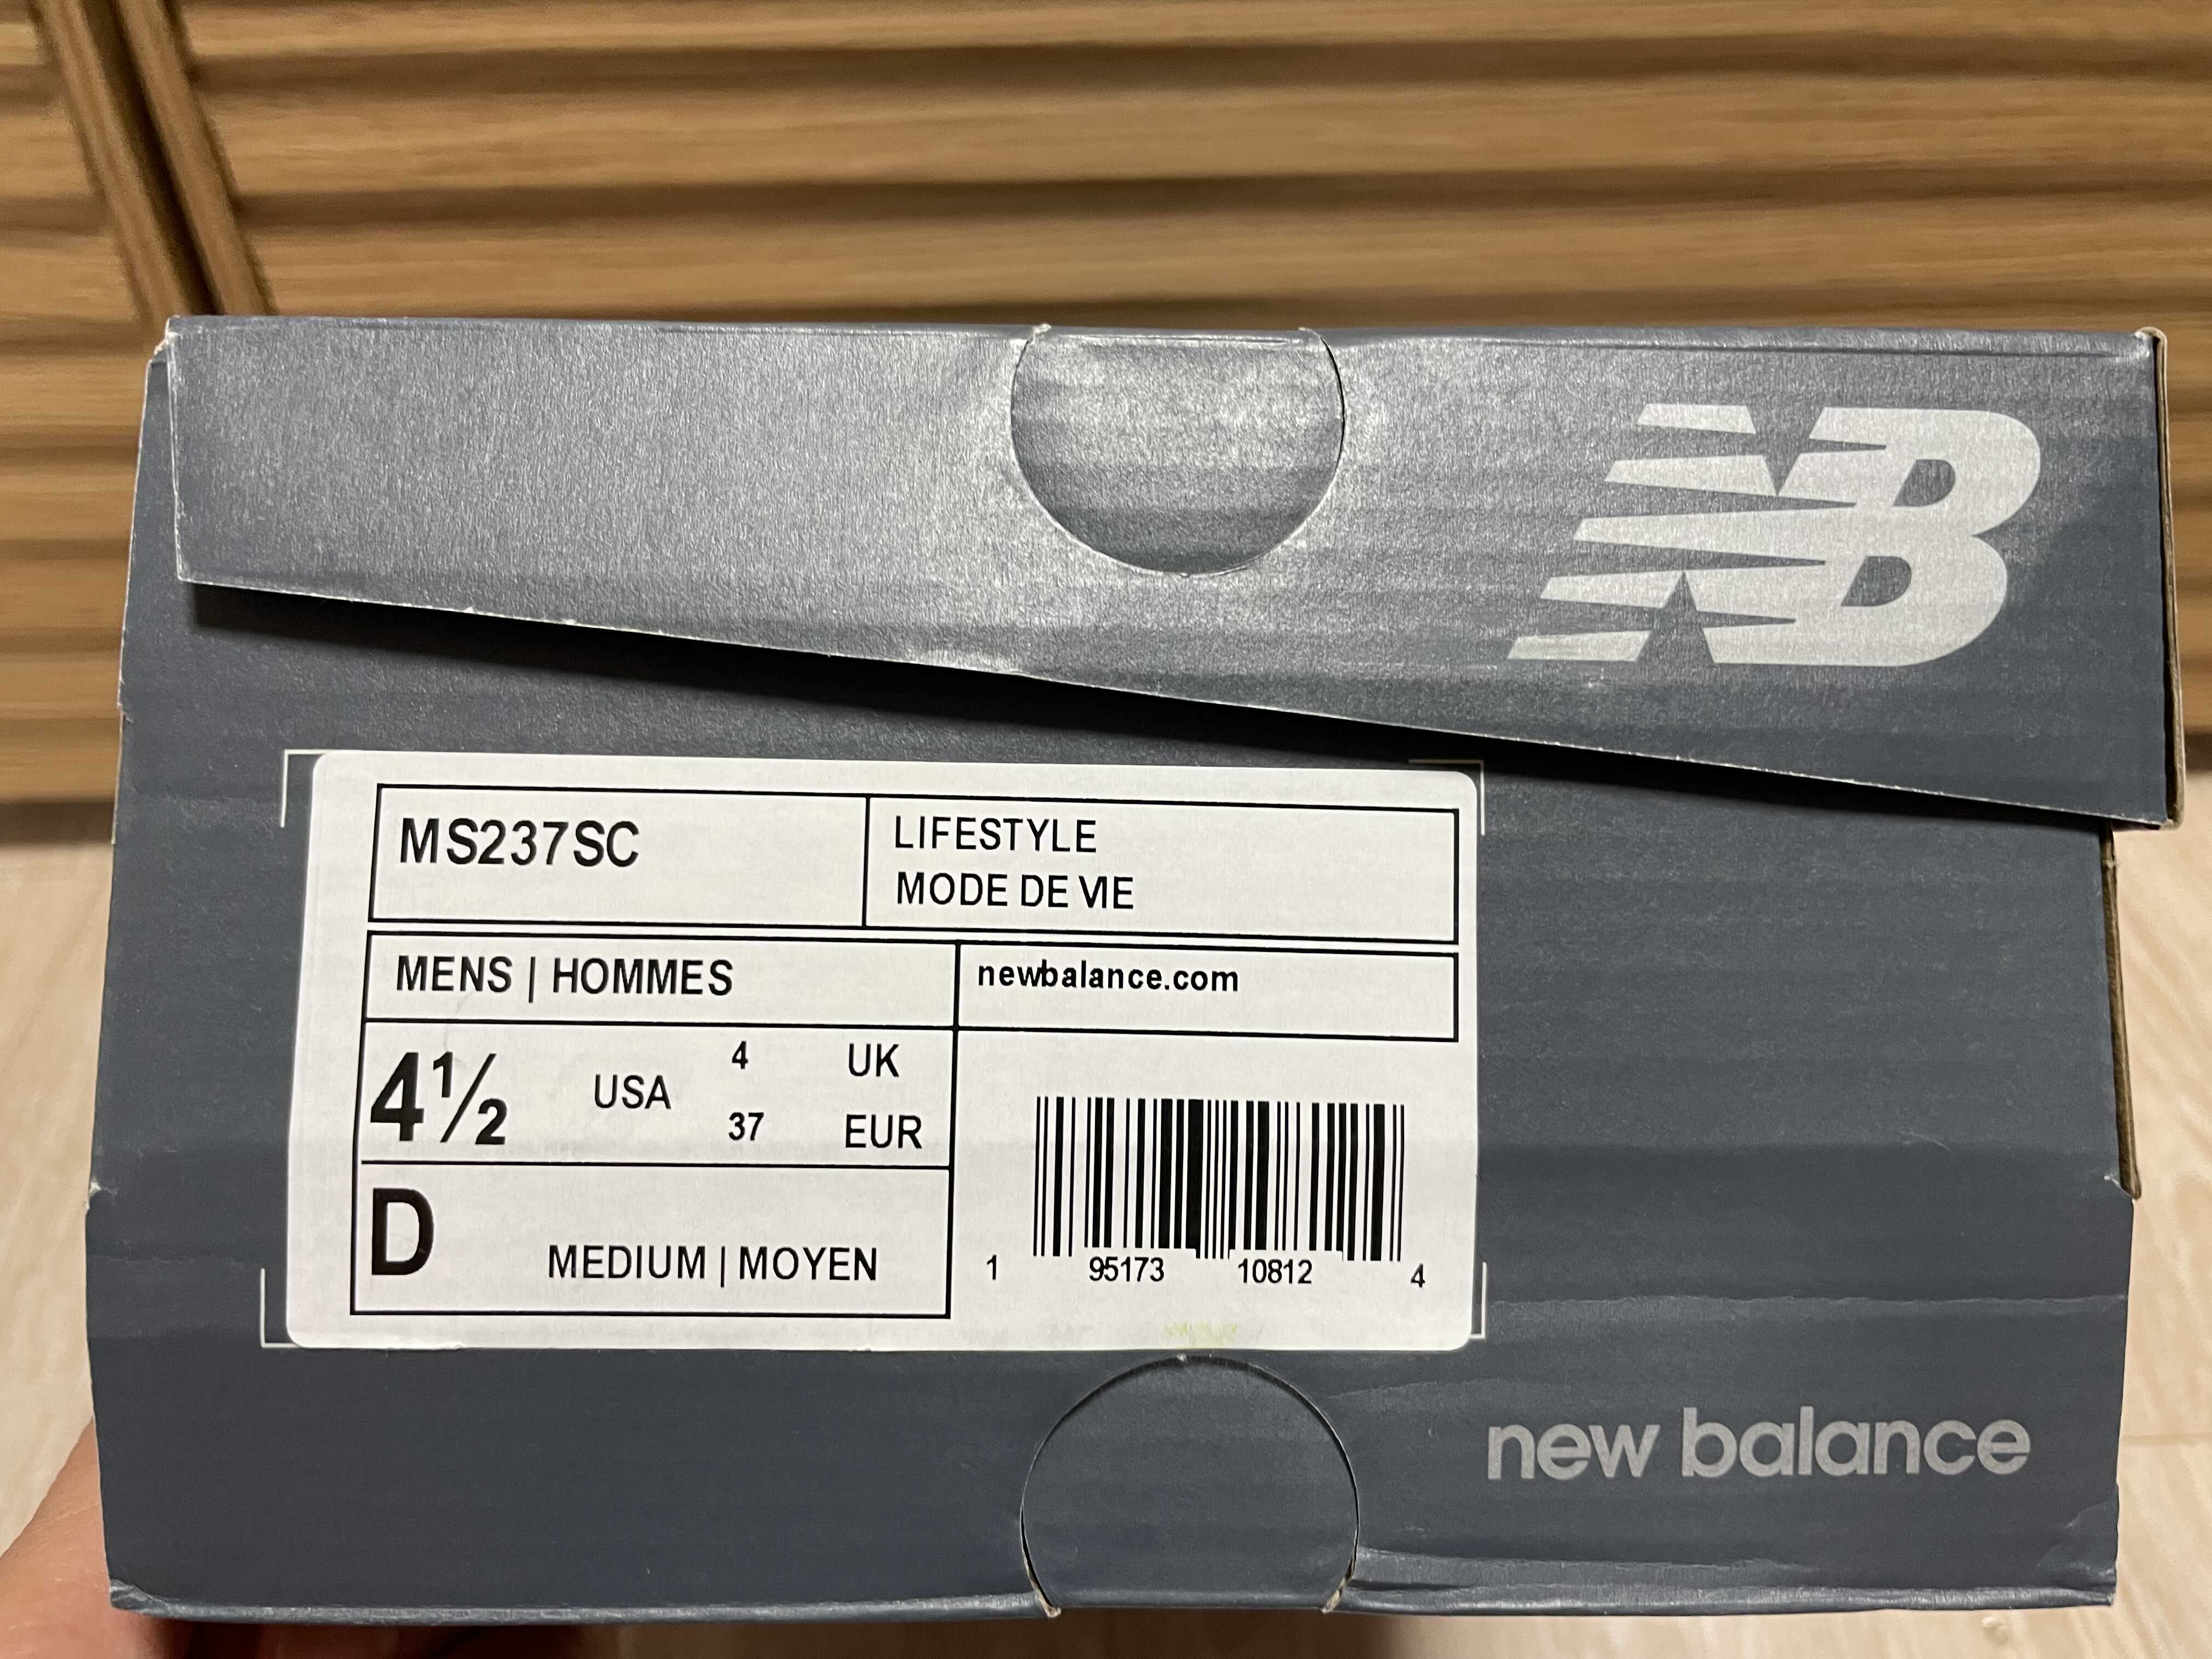 NB
MS237SC
LIFESTYLE
MODE DE VIE
MENS | HOMMES
newbalance.com
4½ USA 4 UK
37 EUR
D MEDIUM | MOYEN
1 95173 10812 4
new balance